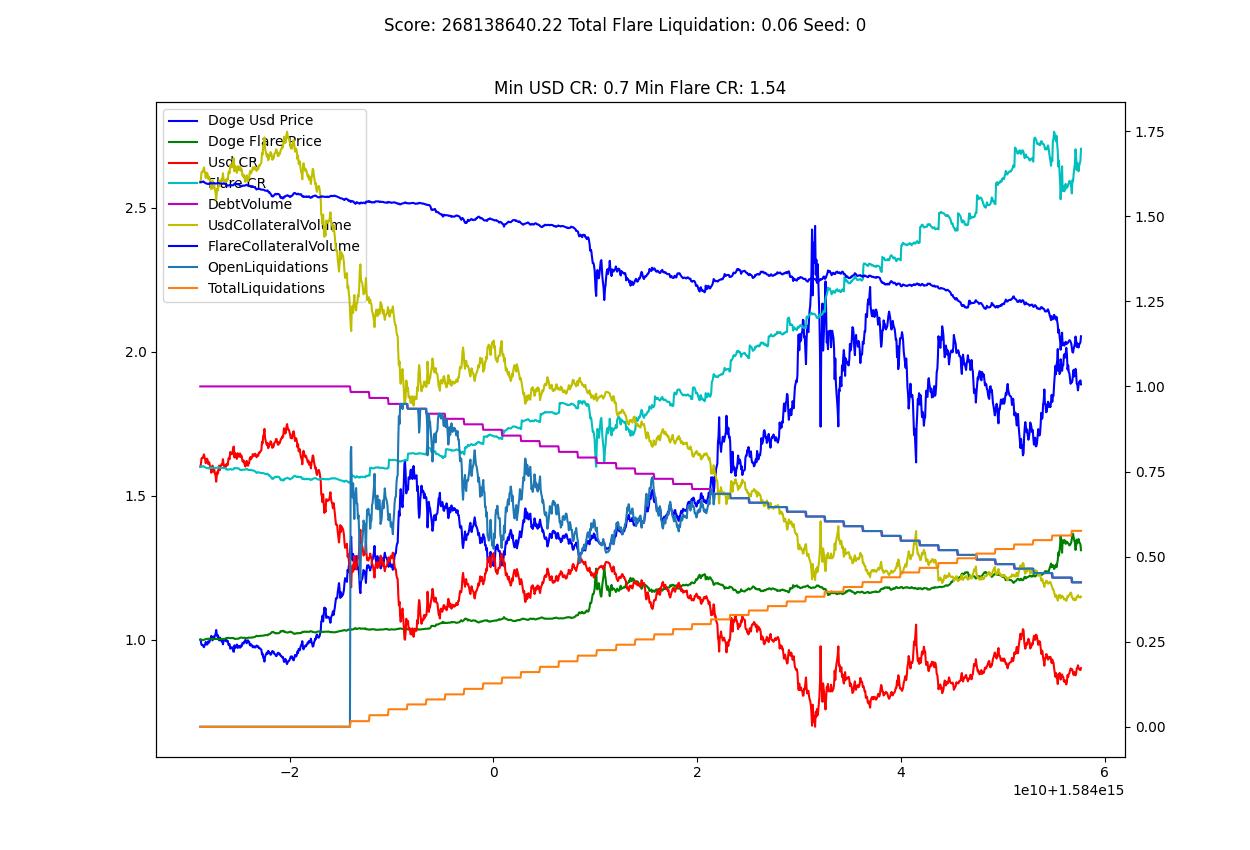 Score: 268138640.22 Total Flare Liquidation: 0.06 Seed: 0
Min USD CR: 0.7 Min Flare CR: 1.54
Doge Usd Price
Doge Flare Price
Usd CR
Flare CR
DebtVolume
UsdCollateralVolume
FlareCollateralVolume
OpenLiquidations
TotalLiquidations
2.5
2.0
1.5
1.0
1.75
1.50
1.25
1.00
0.75
0.50
0.25
0.00
−2
0
2
4
6
1e10+1.584e15